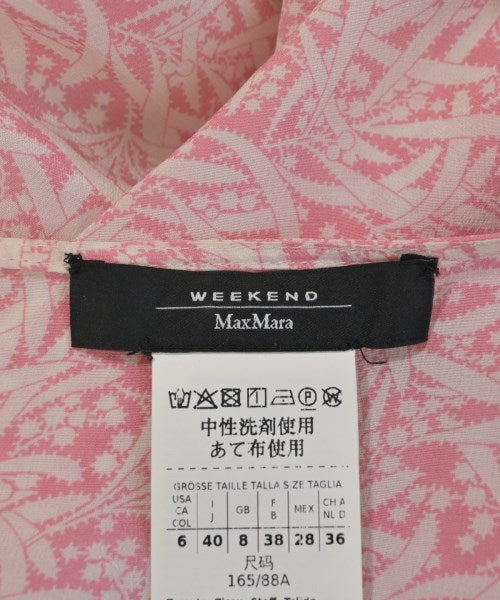 WEEKEND
MaxMara
中性洗剤使用
あて布使用
GRÖSSE TAILLE TALLA SIZE TAGLIA
USA CA COL I J GB F B MEX CH A NL D
6 40 8 38 28 36
尺码
165/88A